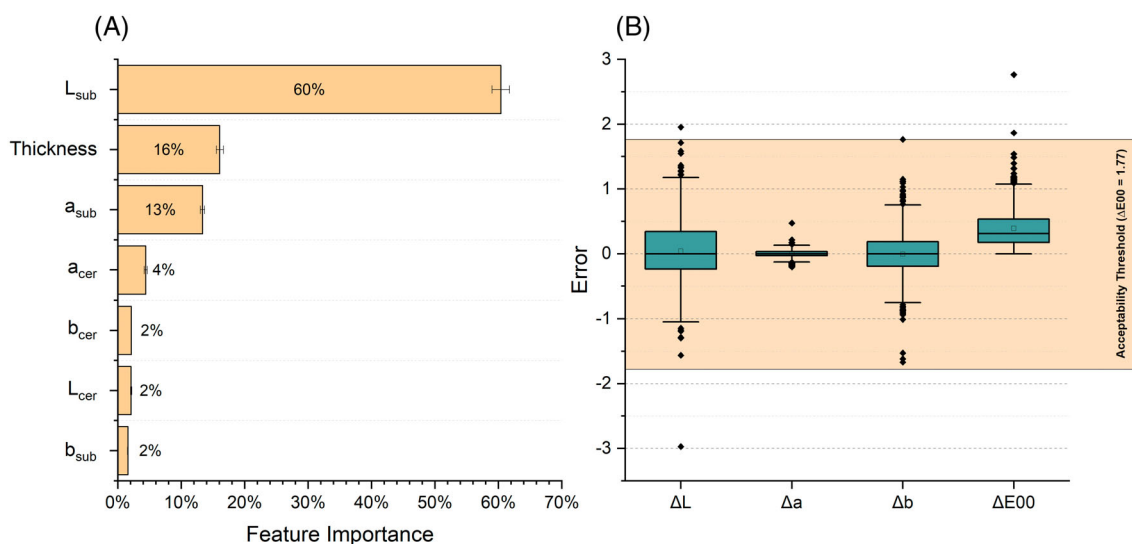 (A)
L_sub
60%
Thickness
16%
a_sub
13%
a_cer
4%
b_cer
2%
L_cer
2%
b_sub
2%
0% 10% 20% 30% 40% 50% 60% 70%
Feature Importance
(B)
3
2
1
0
-1
-2
-3
Error
ΔL Δa Δb ΔE00
Acceptability Threshold (ΔE00 = 1.77)